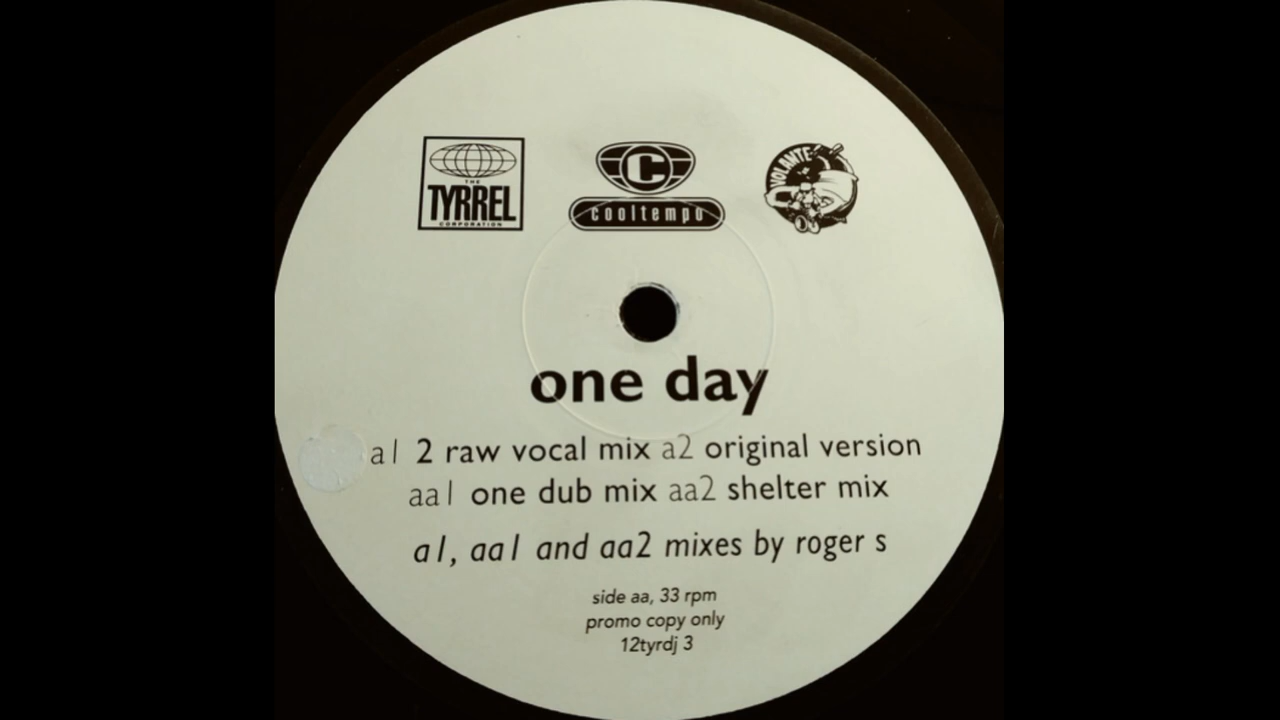 THE
TYRREL
CORPORATION
C
cooltempo
VOLANTE
one day
a1 2 raw vocal mix a2 original version
aa1 one dub mix aa2 shelter mix
a1, aa1 and aa2 mixes by roger s
side aa, 33 rpm
promo copy only
12tyrdj 3